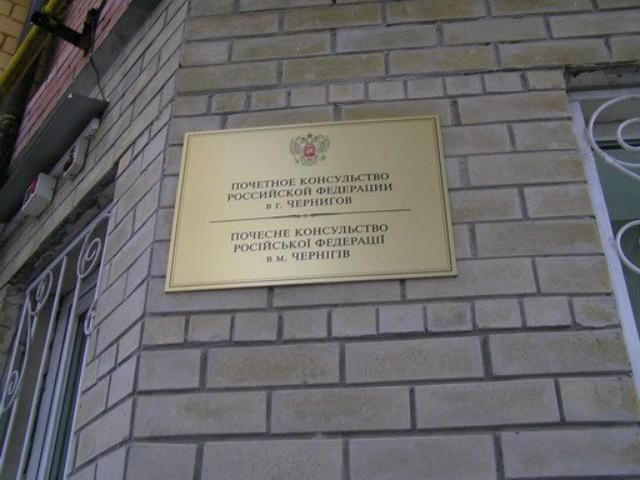 ПОЧЕТНОЕ КОНСУЛЬСТВО
РОССИЙСКОЙ ФЕДЕРАЦИИ
в г. ЧЕРНИГОВ
ПОЧЕСНЕ КОНСУЛЬСТВО
РОСІЙСЬКОЇ ФЕДЕРАЦІЇ
в м. ЧЕРНІГІВ